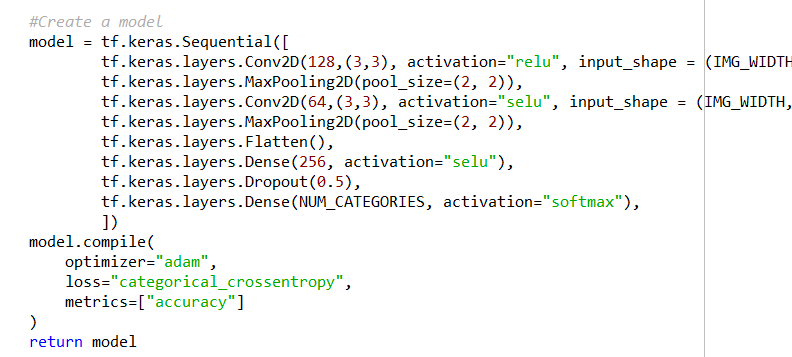 #Create a model
model = tf.keras.Sequential([
tf.keras.layers.Conv2D(128,(3,3), activation="relu", input_shape = (IMG_WIDTH
tf.keras.layers.MaxPooling2D(pool_size=(2, 2)),
tf.keras.layers.Conv2D(64,(3,3), activation="selu", input_shape = (IMG_WIDTH,
tf.keras.layers.MaxPooling2D(pool_size=(2, 2)),
tf.keras.layers.Flatten(),
tf.keras.layers.Dense(256, activation="selu"),
tf.keras.layers.Dropout(0.5),
tf.keras.layers.Dense(NUM_CATEGORIES, activation="softmax"),
])
model.compile(
optimizer="adam",
loss="categorical_crossentropy",
metrics=["accuracy"]
)
return model